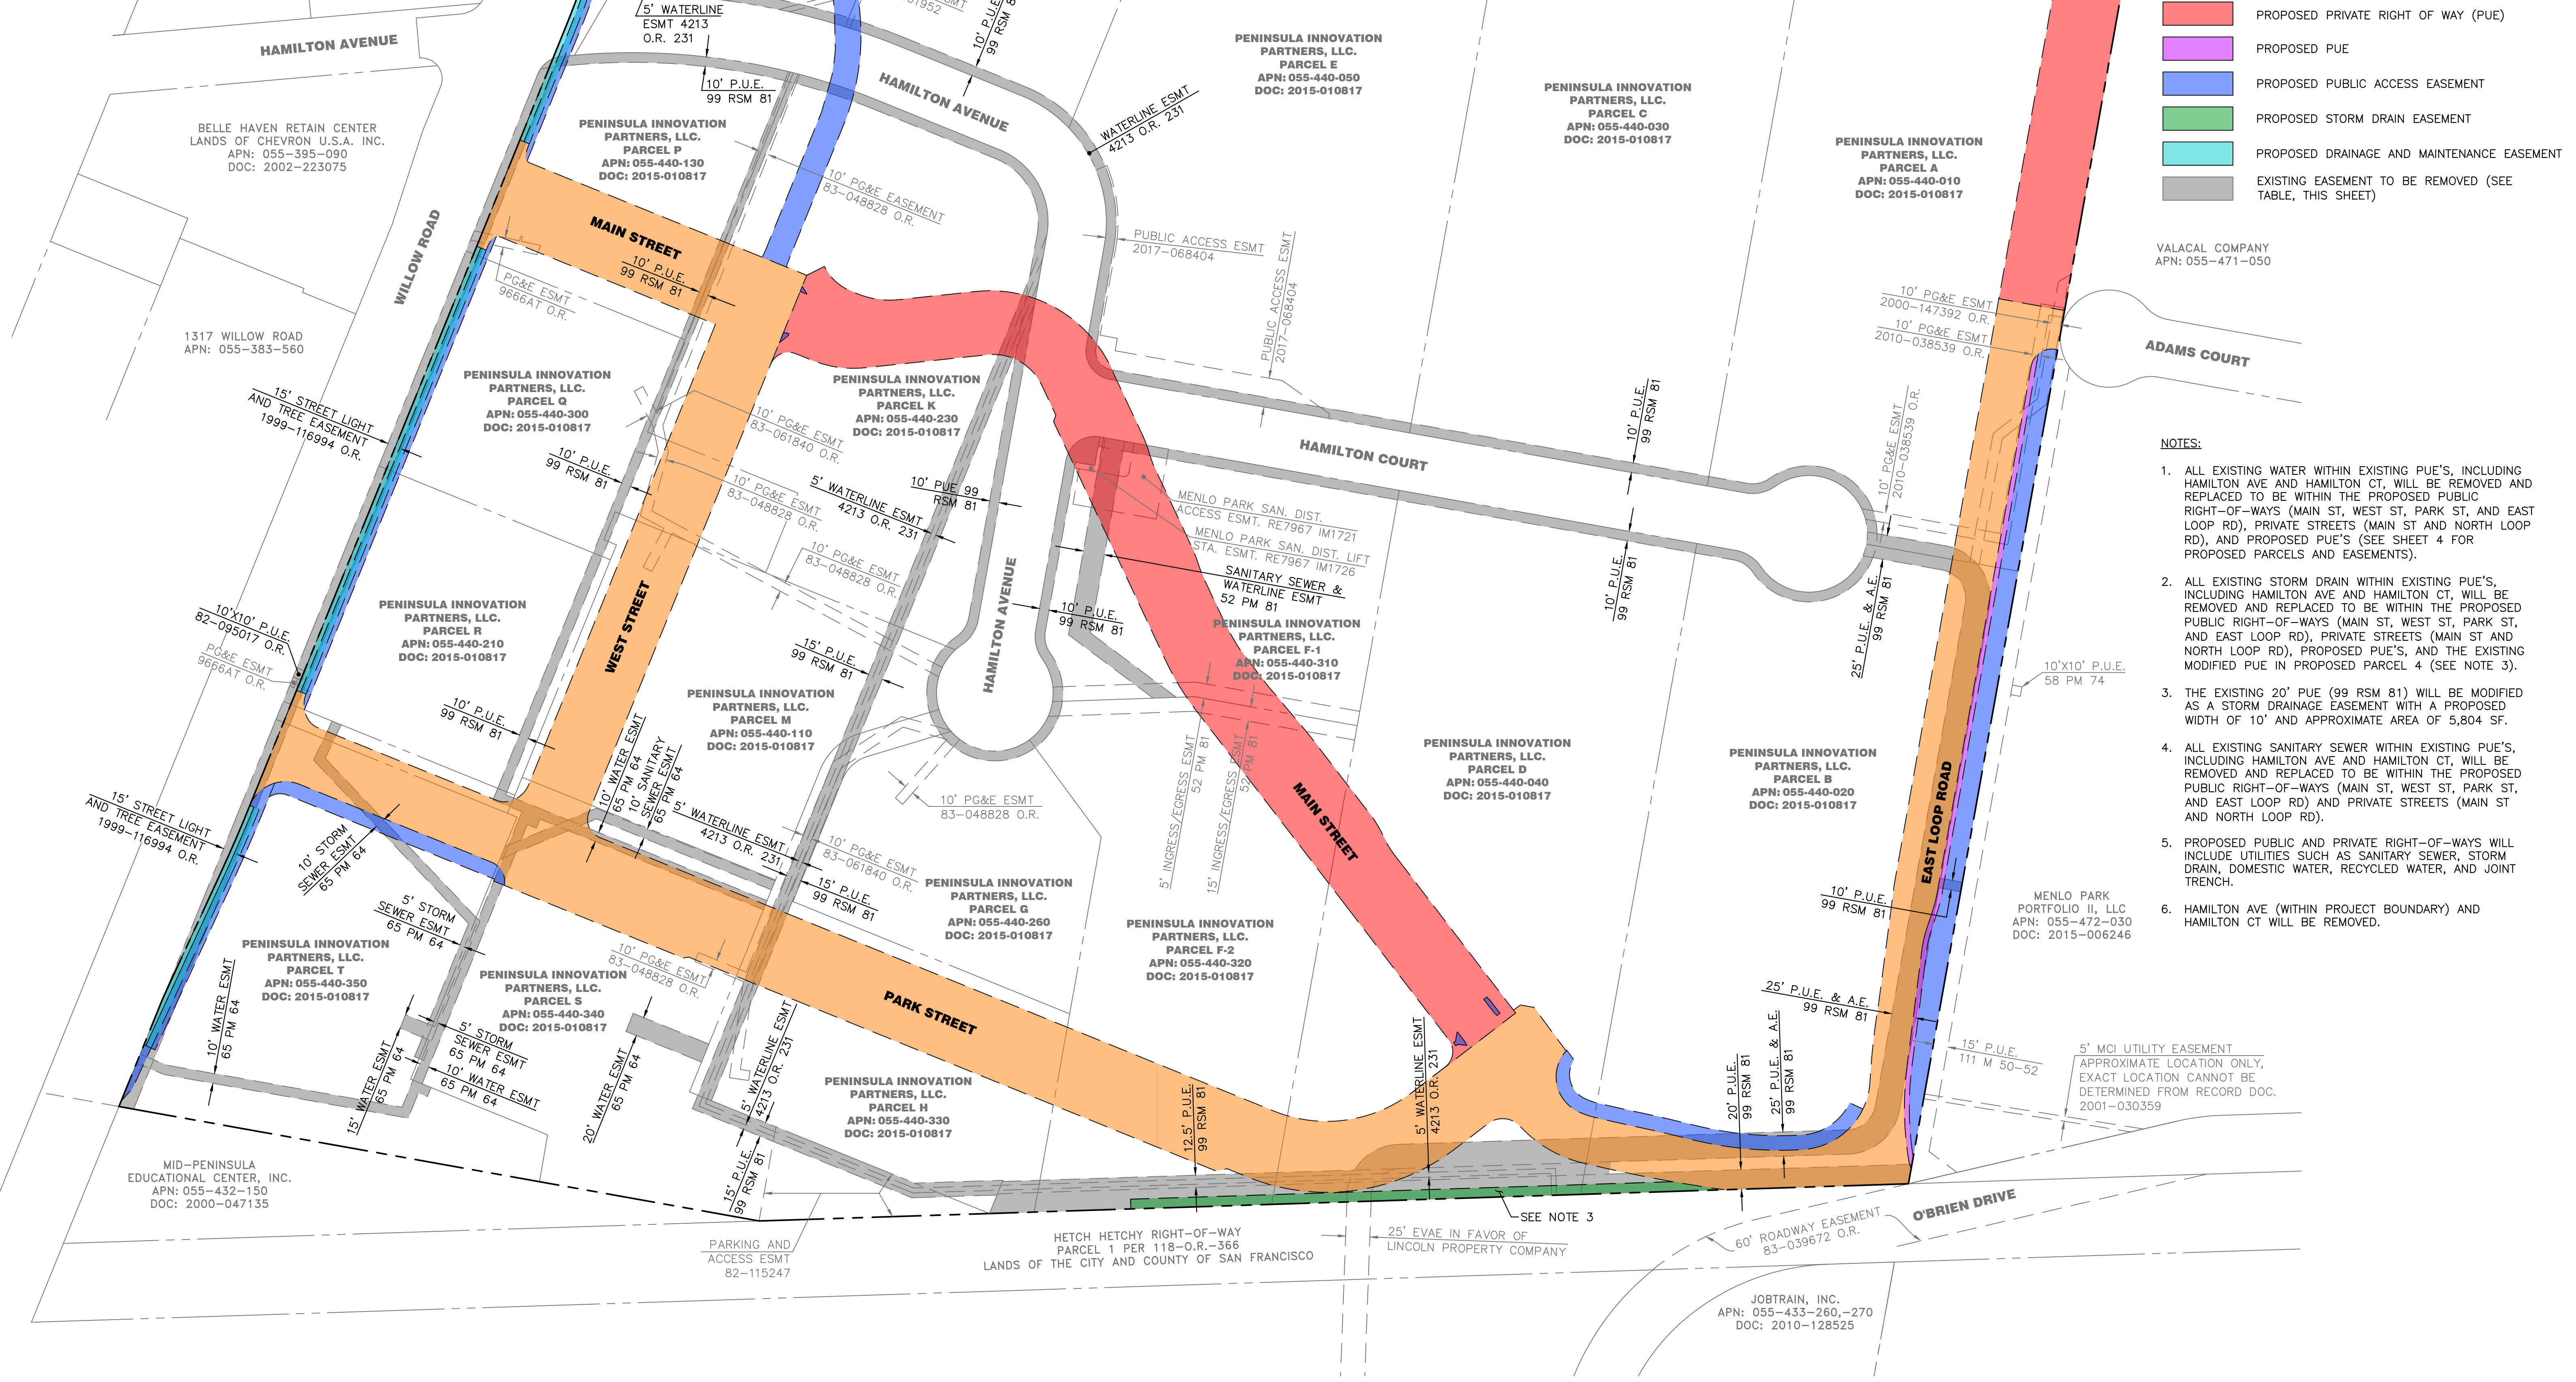 HAMILTON AVENUE
5' WATERLINE
ESMT 4213
O.R. 231
10' P.U.E.
99 RSM 81
HAMILTON AVENUE
WATERLINE ESMT
4213 O.R. 231
PENINSULA INNOVATION
PARTNERS, LLC.
PARCEL E
APN: 055-440-050
DOC: 2015-010817
PENINSULA INNOVATION
PARTNERS, LLC.
PARCEL C
APN: 055-440-030
DOC: 2015-010817
PENINSULA INNOVATION
PARTNERS, LLC.
PARCEL A
APN: 055-440-010
DOC: 2015-010817
PROPOSED PRIVATE RIGHT OF WAY (PUE)
PROPOSED PUE
PROPOSED PUBLIC ACCESS EASEMENT
PROPOSED STORM DRAIN EASEMENT
PROPOSED DRAINAGE AND MAINTENANCE EASEMENT
EXISTING EASEMENT TO BE REMOVED (SEE
TABLE, THIS SHEET)
BELLE HAVEN RETAIN CENTER
LANDS OF CHEVRON U.S.A. INC.
APN: 055-395-090
DOC: 2002-223075
PENINSULA INNOVATION
PARTNERS, LLC.
PARCEL P
APN: 055-440-130
DOC: 2015-010817
10' PG&E EASEMENT
83-048828 O.R.
WILLOW ROAD
MAIN STREET
10' P.U.E.
99 RSM 81
PG&E ESMT
9666AT O.R.
PUBLIC ACCESS ESMT
2017-068404
PUBLIC ACCESS ESMT
2017-068404
VALACAL COMPANY
APN: 055-471-050
10' PG&E ESMT
2000-147392 O.R.
10' PG&E ESMT
2010-038539 O.R.
ADAMS COURT
1317 WILLOW ROAD
APN: 055-383-560
15' STREET LIGHT
AND TREE EASEMENT
1999-116994 O.R.
PENINSULA INNOVATION
PARTNERS, LLC.
PARCEL Q
APN: 055-440-300
DOC: 2015-010817
PENINSULA INNOVATION
PARTNERS, LLC.
PARCEL K
APN: 055-440-230
DOC: 2015-010817
10' PG&E ESMT
83-061840 O.R.
10' P.U.E.
99 RSM 81
10' PG&E ESMT
83-048828 O.R.
5' WATERLINE ESMT
4213 O.R. 231
10' PUE 99
RSM 81
10' PG&E ESMT
83-048828 O.R.
HAMILTON COURT
10' P.U.E.
99 RSM 81
10' PG&E ESMT
2010-038539 O.R.
MENLO PARK SAN. DIST.
ACCESS ESMT. RE7967 IM1721
MENLO PARK SAN. DIST. LIFT
STA. ESMT. RE7967 IM1726
SANITARY SEWER &
WATERLINE ESMT
52 PM 81
10' P.U.E.
99 RSM 81
10' P.U.E.
99 RSM 81
25' P.U.E. & A.E.
99 RSM 81
NOTES:
1. ALL EXISTING WATER WITHIN EXISTING PUE'S, INCLUDING
HAMILTON AVE AND HAMILTON CT, WILL BE REMOVED AND
REPLACED TO BE WITHIN THE PROPOSED PUBLIC
RIGHT-OF-WAYS (MAIN ST, WEST ST, PARK ST, AND EAST
LOOP RD), PRIVATE STREETS (MAIN ST AND NORTH LOOP
RD), AND PROPOSED PUE'S (SEE SHEET 4 FOR
PROPOSED PARCELS AND EASEMENTS).
2. ALL EXISTING STORM DRAIN WITHIN EXISTING PUE'S,
INCLUDING HAMILTON AVE AND HAMILTON CT, WILL BE
REMOVED AND REPLACED TO BE WITHIN THE PROPOSED
PUBLIC RIGHT-OF-WAYS (MAIN ST, WEST ST, PARK ST,
AND EAST LOOP RD), PRIVATE STREETS (MAIN ST AND
NORTH LOOP RD), PROPOSED PUE'S, AND THE EXISTING
MODIFIED PUE IN PROPOSED PARCEL 4 (SEE NOTE 3).
3. THE EXISTING 20' PUE (99 RSM 81) WILL BE MODIFIED
AS A STORM DRAINAGE EASEMENT WITH A PROPOSED
WIDTH OF 10' AND APPROXIMATE AREA OF 5,804 SF.
4. ALL EXISTING SANITARY SEWER WITHIN EXISTING PUE'S,
INCLUDING HAMILTON AVE AND HAMILTON CT, WILL BE
REMOVED AND REPLACED TO BE WITHIN THE PROPOSED
PUBLIC RIGHT-OF-WAYS (MAIN ST, WEST ST, PARK ST,
AND EAST LOOP RD) AND PRIVATE STREETS (MAIN ST
AND NORTH LOOP RD).
5. PROPOSED PUBLIC AND PRIVATE RIGHT-OF-WAYS WILL
INCLUDE UTILITIES SUCH AS SANITARY SEWER, STORM
DRAIN, DOMESTIC WATER, RECYCLED WATER, AND JOINT
TRENCH.
6. HAMILTON AVE (WITHIN PROJECT BOUNDARY) AND
HAMILTON CT WILL BE REMOVED.
10'X10' P.U.E.
82-095017 O.R.
PG&E ESMT
9666AT O.R.
PENINSULA INNOVATION
PARTNERS, LLC.
PARCEL R
APN: 055-440-210
DOC: 2015-010817
WEST STREET
HAMILTON AVENUE
15' P.U.E.
99 RSM 81
PENINSULA INNOVATION
PARTNERS, LLC.
PARCEL F-1
APN: 055-440-310
DOC: 2015-010817
10'X10' P.U.E.
58 PM 74
10' P.U.E.
99 RSM 81
PENINSULA INNOVATION
PARTNERS, LLC.
PARCEL M
APN: 055-440-110
DOC: 2015-010817
10' WATER ESMT
65 PM 64
10' SANITARY
SEWER ESMT
65 PM 64
5' INGRESS/EGRESS ESMT
52 PM 81
15' INGRESS/EGRESS ESMT
52 PM 81
MAIN STREET
PENINSULA INNOVATION
PARTNERS, LLC.
PARCEL D
APN: 055-440-040
DOC: 2015-010817
PENINSULA INNOVATION
PARTNERS, LLC.
PARCEL B
APN: 055-440-020
DOC: 2015-010817
EAST LOOP ROAD
10' PG&E ESMT
83-048828 O.R.
15' STREET LIGHT
AND TREE EASEMENT
1999-116994 O.R.
10' STORM
SEWER ESMT
65 PM 64
5' WATERLINE ESMT
4213 O.R. 231
10' PG&E ESMT
83-061840 O.R.
15' P.U.E.
99 RSM 81
5' STORM
SEWER ESMT
65 PM 64
PENINSULA INNOVATION
PARTNERS, LLC.
PARCEL G
APN: 055-440-260
DOC: 2015-010817
PENINSULA INNOVATION
PARTNERS, LLC.
PARCEL F-2
APN: 055-440-320
DOC: 2015-010817
10' P.U.E.
99 RSM 81
MENLO PARK
PORTFOLIO II, LLC
APN: 055-472-030
DOC: 2015-006246
PENINSULA INNOVATION
PARTNERS, LLC.
PARCEL T
APN: 055-440-350
DOC: 2015-010817
PENINSULA INNOVATION
PARTNERS, LLC.
PARCEL S
APN: 055-440-340
DOC: 2015-010817
10' PG&E ESMT
83-048828 O.R.
PARK STREET
25' P.U.E. & A.E.
99 RSM 81
10' WATER ESMT
65 PM 64
15' WATER ESMT
65 PM 64
5' STORM
SEWER ESMT
65 PM 64
10' WATER ESMT
65 PM 64
20' WATER ESMT
65 PM 64
5' WATERLINE ESMT
4213 O.R. 231
15' P.U.E.
99 RSM 81
PENINSULA INNOVATION
PARTNERS, LLC.
PARCEL H
APN: 055-440-330
DOC: 2015-010817
12.5' P.U.E.
99 RSM 81
5' WATERLINE ESMT
4213 O.R. 231
20' P.U.E.
99 RSM 81
25' P.U.E. & A.E.
99 RSM 81
15' P.U.E.
111 M 50-52
5' MCI UTILITY EASEMENT
APPROXIMATE LOCATION ONLY,
EXACT LOCATION CANNOT BE
DETERMINED FROM RECORD DOC.
2001-030359
MID-PENINSULA
EDUCATIONAL CENTER, INC.
APN: 055-432-150
DOC: 2000-047135
PARKING AND
ACCESS ESMT
82-115247
HETCH HETCHY RIGHT-OF-WAY
PARCEL 1 PER 118-O.R.-366
LANDS OF THE CITY AND COUNTY OF SAN FRANCISCO
SEE NOTE 3
25' EVAE IN FAVOR OF
LINCOLN PROPERTY COMPANY
60' ROADWAY EASEMENT
83-039672 O.R.
O'BRIEN DRIVE
JOBTRAIN, INC.
APN: 055-433-260,-270
DOC: 2010-128525